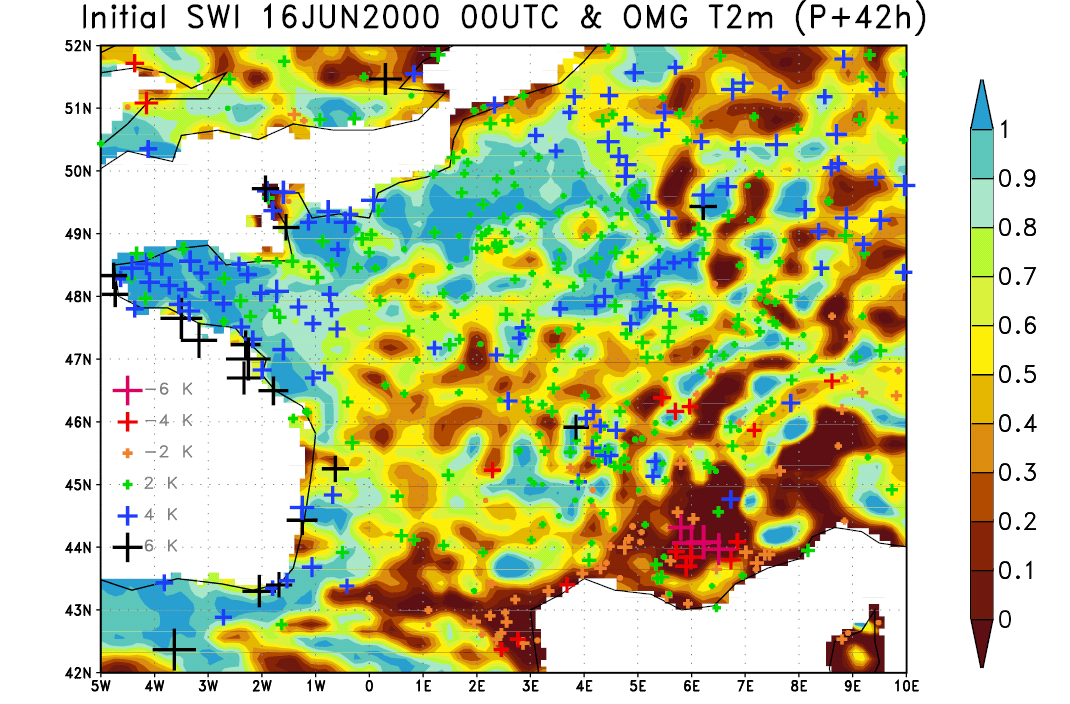 Initial SWI 16JUN2000 00UTC & OMG T2m (P+42h)
52N
51N
50N
49N
48N
47N
46N
45N
44N
43N
42N
−6 K
−4 K
−2 K
2 K
4 K
6 K
5W 4W 3W 2W 1W 0 1E 2E 3E 4E 5E 6E 7E 8E 9E 10E
1
0.9
0.8
0.7
0.6
0.5
0.4
0.3
0.2
0.1
0